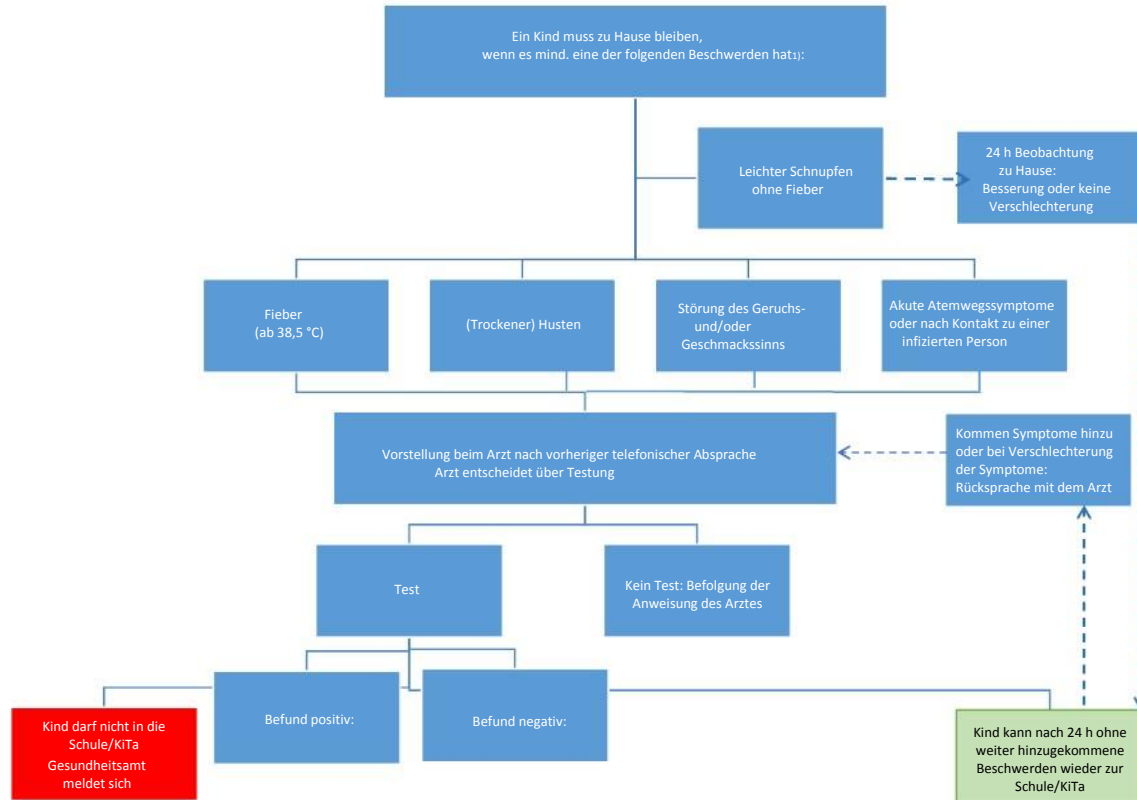 Ein Kind muss zu Hause bleiben,
wenn es mind. eine der folgenden Beschwerden hat1):
Leichter Schnupfen
ohne Fieber
24 h Beobachtung
zu Hause:
Besserung oder keine
Verschlechterung
Fieber
(ab 38,5 °C)
(Trockener) Husten
Störung des Geruchs-
und/oder
Geschmackssinns
Akute Atemwegssymptome
oder nach Kontakt zu einer
infizierten Person
Vorstellung beim Arzt nach vorheriger telefonischer Absprache
Arzt entscheidet über Testung
Kommen Symptome hinzu
oder bei Verschlechterung
der Symptome:
Rücksprache mit dem Arzt
Test
Kein Test: Befolgung der
Anweisung des Arztes
Kind darf nicht in die
Schule/KiTa
Gesundheitsamt
meldet sich
Befund positiv:
Befund negativ:
Kind kann nach 24 h ohne
weiter hinzugekommene
Beschwerden wieder zur
Schule/KiTa